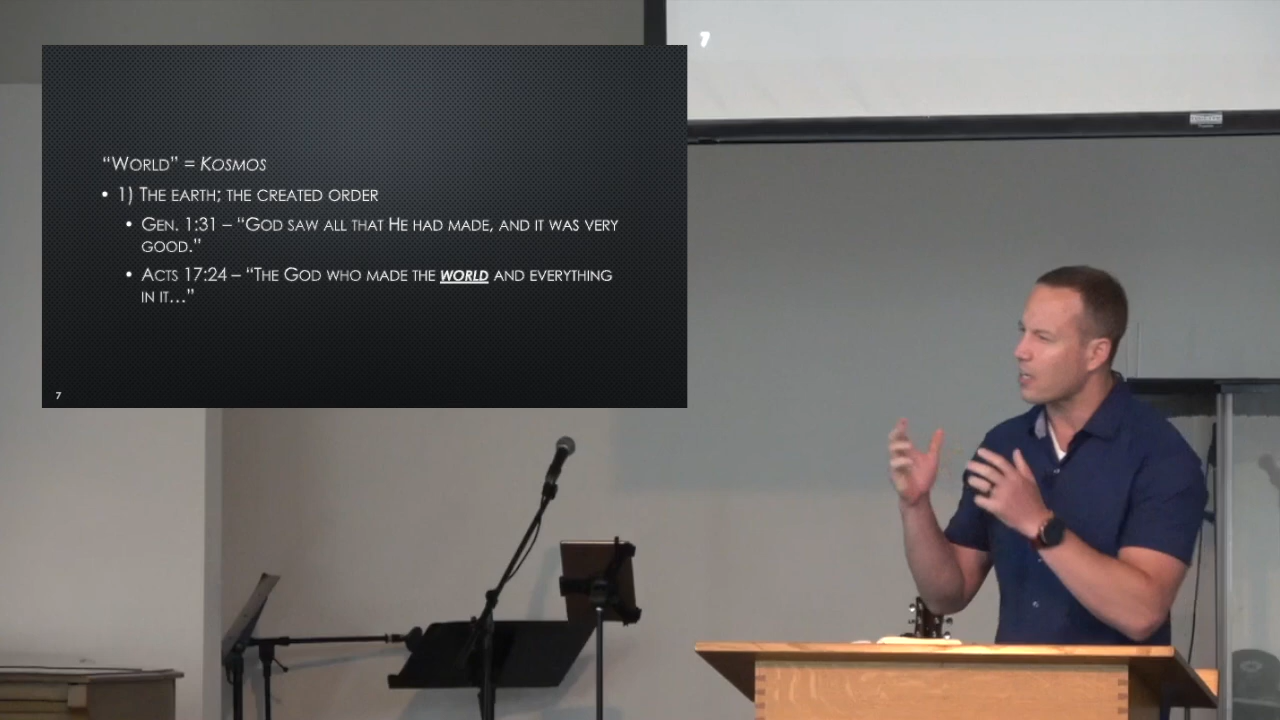 7
“World” = Kosmos
• 1) The earth; the created order
• Gen. 1:31 – “God saw all that He had made, and it was very
good.”
• Acts 17:24 – “The God who made the world and everything
in it…”
7